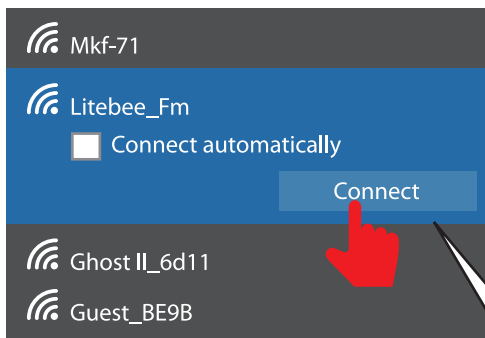 Mkf-71
Litebee_Fm
Connect automatically
Connect
Ghost II_6d11
Guest_BE9B